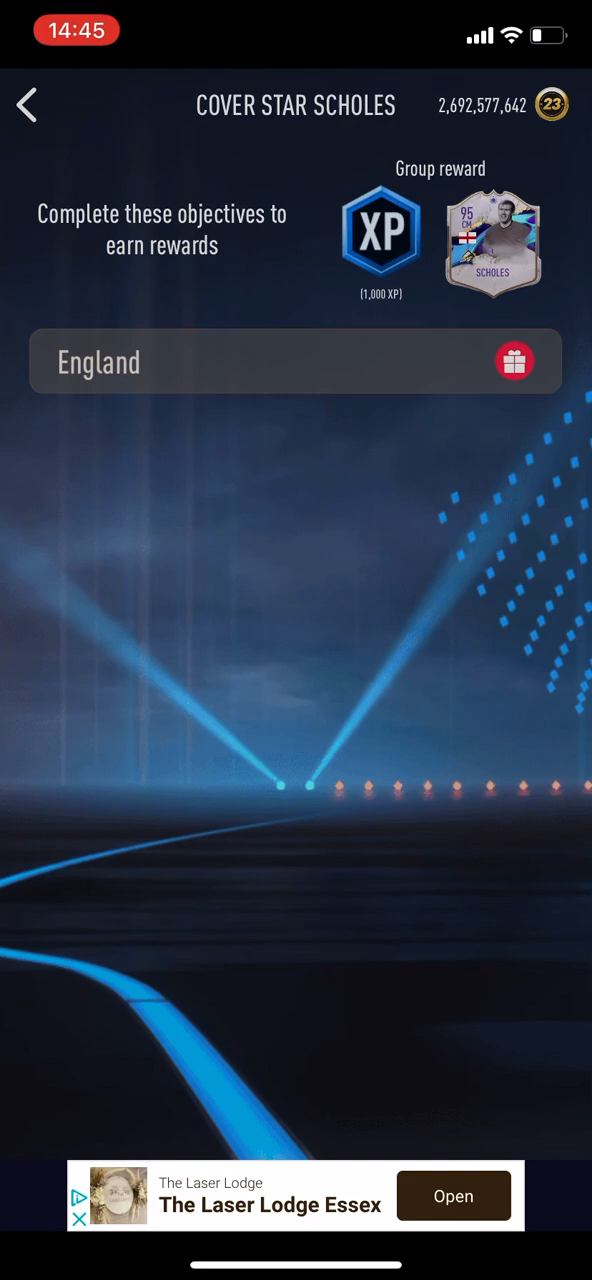 14:45
COVER STAR SCHOLES
2,692,577,642
23
Group reward
Complete these objectives to
earn rewards
XP
(1,000 XP)
95
CM
SCHOLES
England
The Laser Lodge
The Laser Lodge Essex
Open